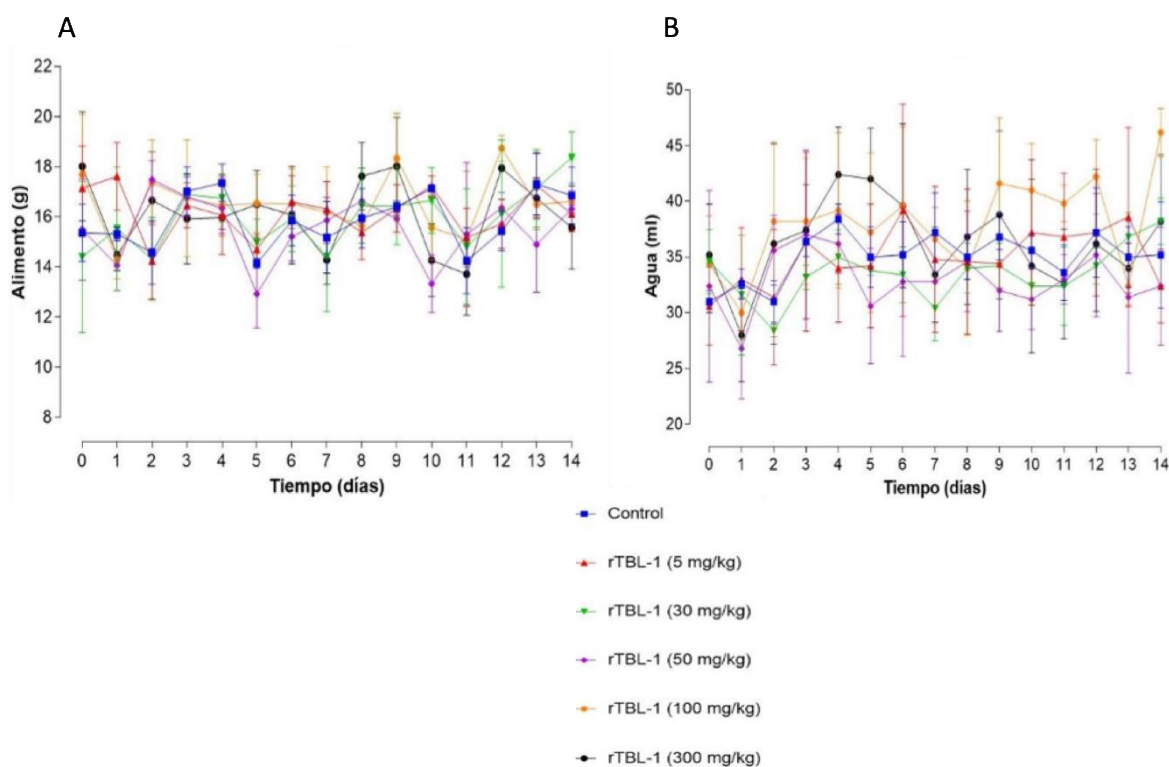 A
B
22
20
18
16
14
12
10
8
Alimento (g)
0 1 2 3 4 5 6 7 8 9 10 11 12 13 14
Tiempo (días)
50
45
40
35
30
25
20
Agua (ml)
0 1 2 3 4 5 6 7 8 9 10 11 12 13 14
Tiempo (días)
Control
rTBL-1 (5 mg/kg)
rTBL-1 (30 mg/kg)
rTBL-1 (50 mg/kg)
rTBL-1 (100 mg/kg)
rTBL-1 (300 mg/kg)